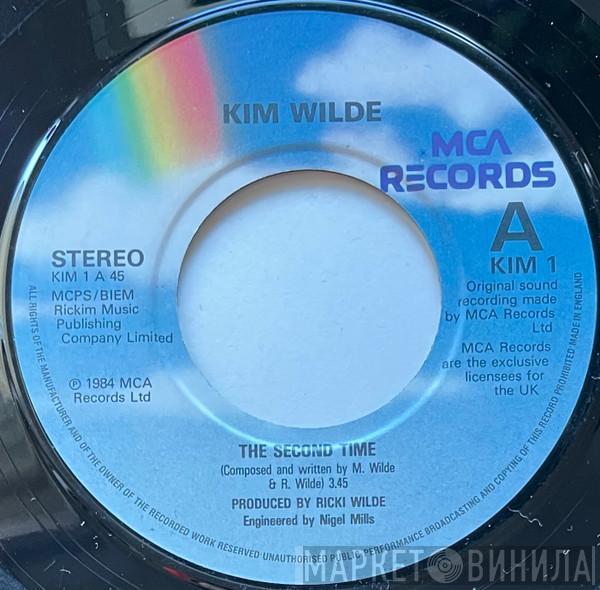 KIM WILDE
MCA
RECORDS
A
KIM 1
STEREO
KIM 1 A 45
MCPS/BIEM
Rickim Music
Publishing
Company Limited
℗ 1984 MCA
Records Ltd
Original sound
recording made
by MCA Records
Ltd
MCA Records
are the exclusive
licensees for
the UK
THE SECOND TIME
(Composed and written by M. Wilde
& R. Wilde) 3.45
PRODUCED BY RICKI WILDE
Engineered by Nigel Mills
ALL RIGHTS OF THE MANUFACTURER AND OF THE OWNER OF THE RECORDED WORK RESERVED·UNAUTHORISED PUBLIC PERFORMANCE BROADCASTING AND COPYING OF THIS RECORD PROHIBITED MADE IN ENGLAND
МАРКЕТ ВИНИЛА